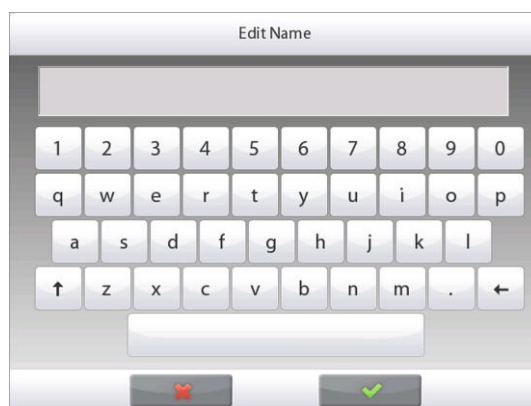 Edit Name
1 2 3 4 5 6 7 8 9 0
q w e r t y u i o p
a s d f g h j k l
↑ z x c v b n m . ←